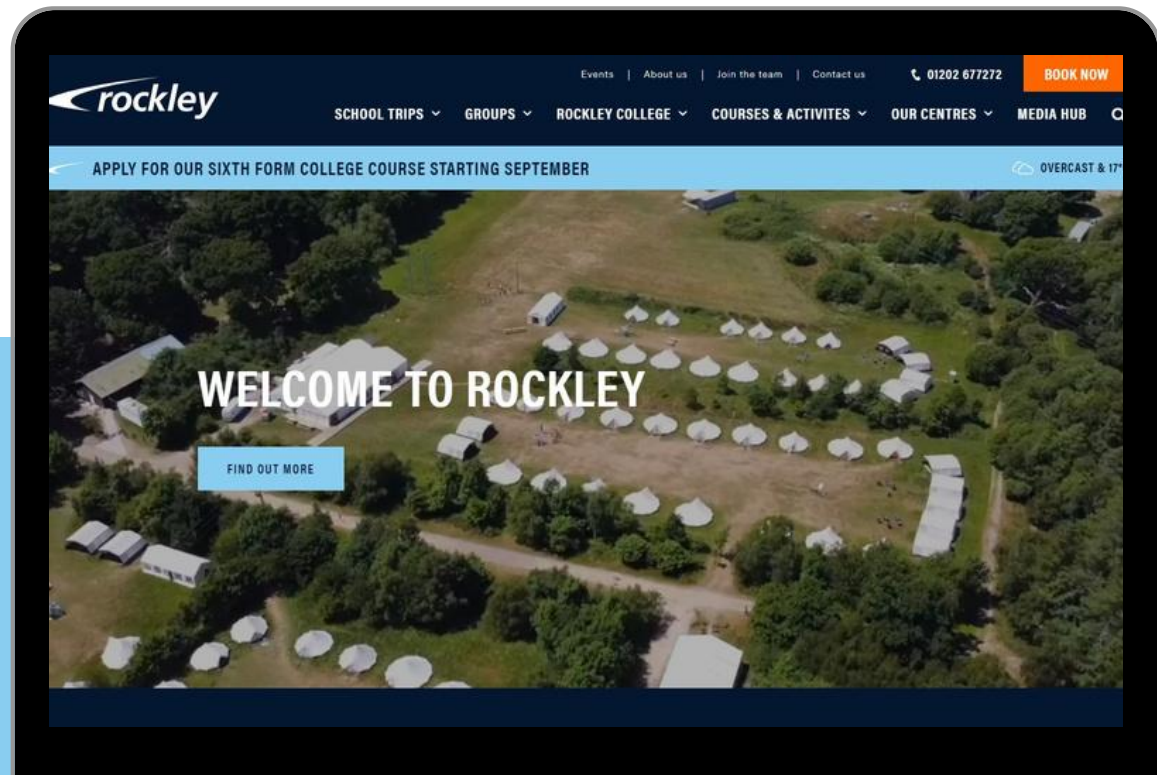 Events | About us | Join the team | Contact us 01202 677272 BOOK NOW
rockley
SCHOOL TRIPS GROUPS ROCKLEY COLLEGE COURSES & ACTIVITES OUR CENTRES MEDIA HUB
APPLY FOR OUR SIXTH FORM COLLEGE COURSE STARTING SEPTEMBER OVERCAST & 17°
WELCOME TO ROCKLEY
FIND OUT MORE